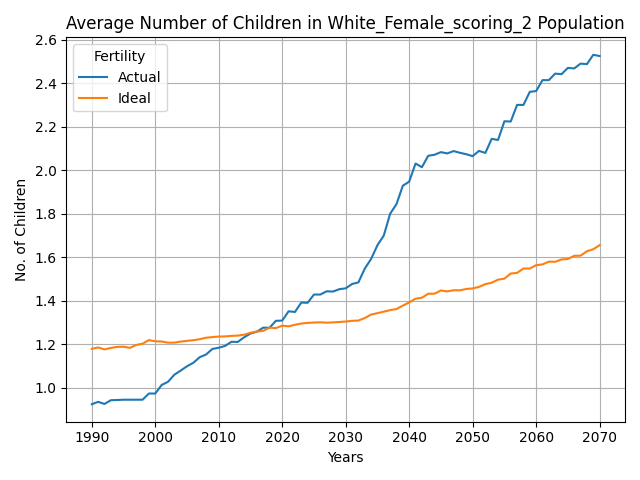 Average Number of Children in White_Female_scoring_2 Population
Fertility
Actual
Ideal
No. of Children
2.6
2.4
2.2
2.0
1.8
1.6
1.4
1.2
1.0
1990 2000 2010 2020 2030 2040 2050 2060 2070
Years